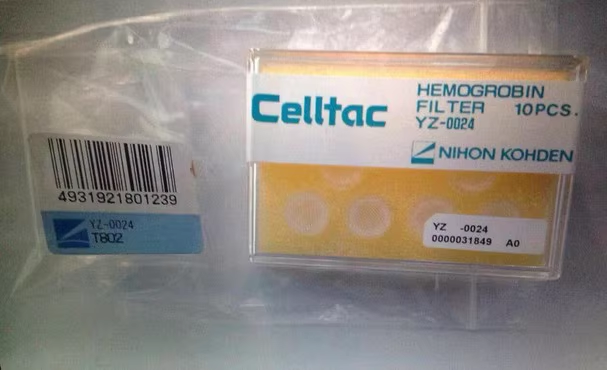 4931921801239
YZ-0024
T802
Celltac
HEMOGROBIN
FILTER 10PCS.
YZ-0024
NIHON KOHDEN
YZ -0024
0000031849 A0